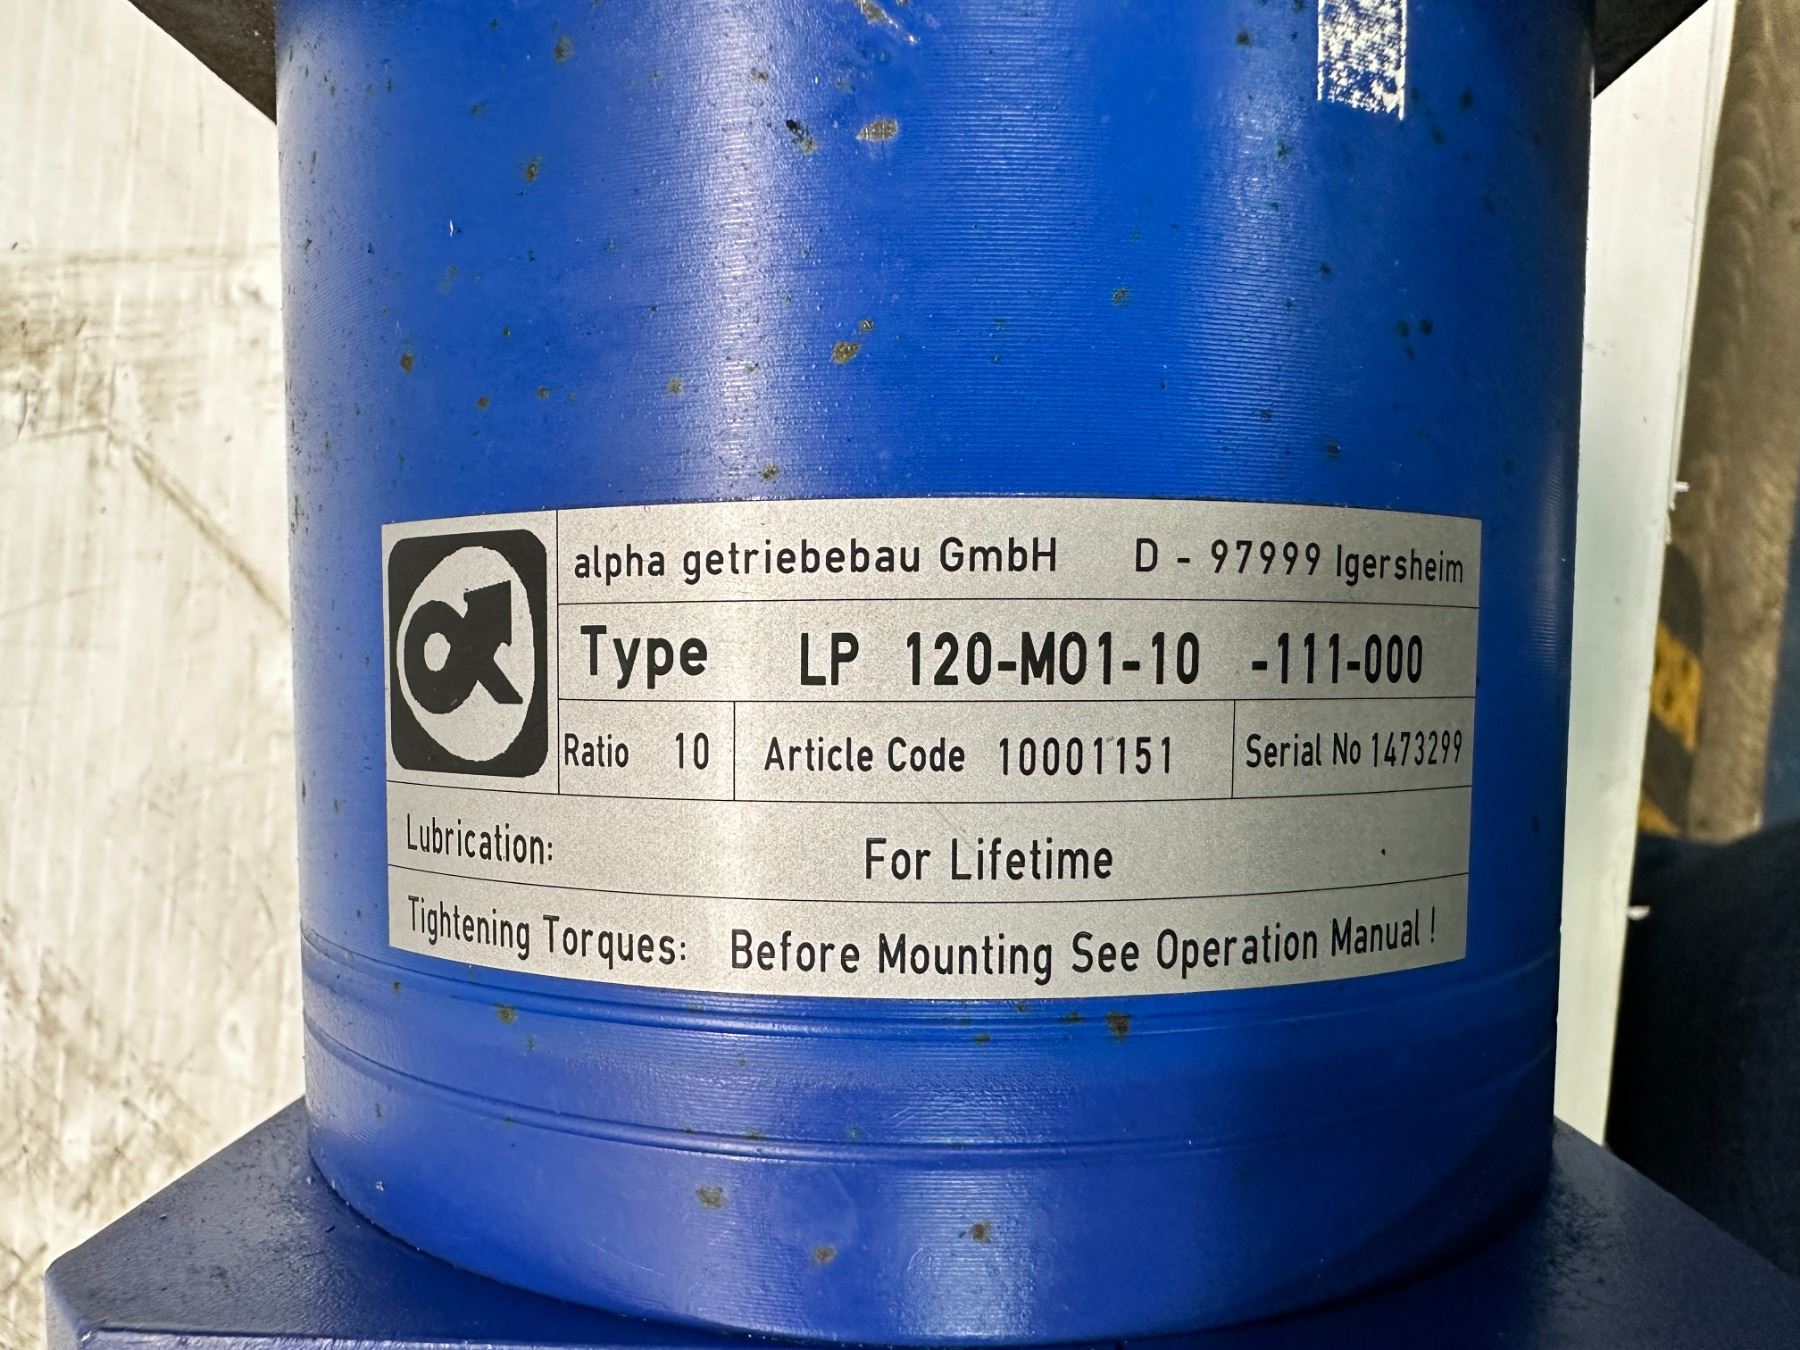 alpha getriebebau GmbH D - 97999 Igersheim
Type LP 120-MO1-10 -111-000
Ratio 10 Article Code 10001151 Serial No 1473299
Lubrication: For Lifetime
Tightening Torques: Before Mounting See Operation Manual !